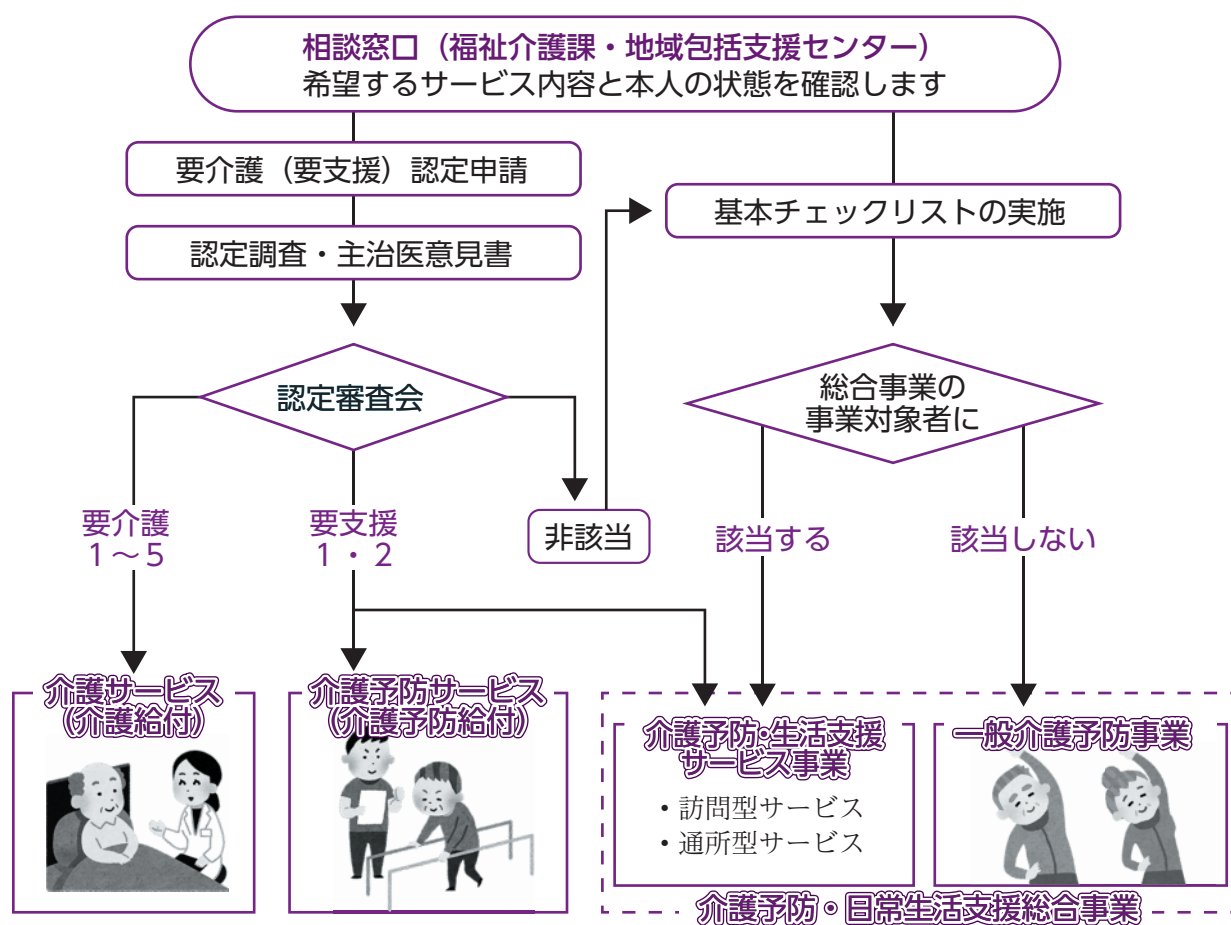 相談窓口（福祉介護課・地域包括支援センター）
希望するサービス内容と本人の状態を確認します
要介護（要支援）認定申請
認定調査・主治医意見書
基本チェックリストの実施
認定審査会
総合事業の
事業対象者に
要介護
１～５
要支援
１・２
非該当
該当する
該当しない
介護サービス
（介護給付）
介護予防サービス
（介護予防給付）
介護予防・生活支援
サービス事業
・訪問型サービス
・通所型サービス
一般介護予防事業
介護予防・日常生活支援総合事業